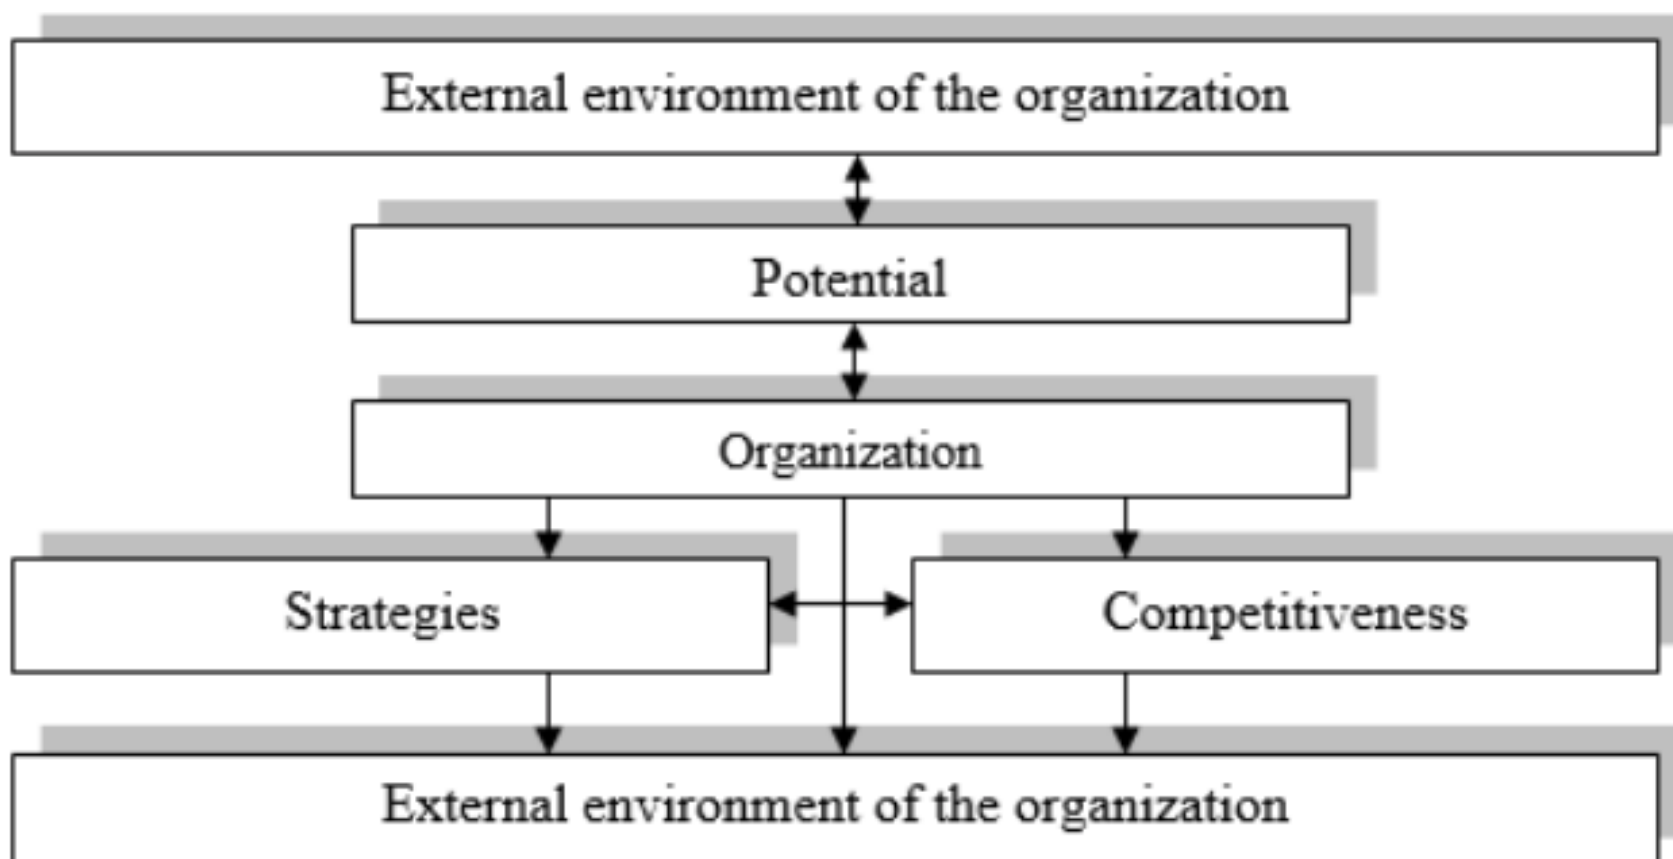 External environment of the organization
Potential
Organization
Strategies
Competitiveness
External environment of the organization